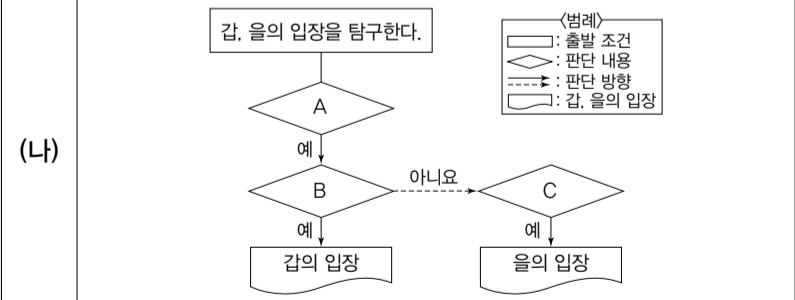 (나)
갑, 을의 입장을 탐구한다.
〈범례〉
: 출발 조건
: 판단 내용
: 판단 방향
: 갑, 을의 입장
A
예
B
아니요
C
예
예
갑의 입장
을의 입장